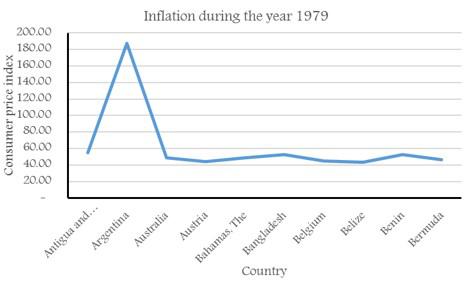 Inflation during the year 1979
Consumer price index
200.00
180.00
160.00
140.00
120.00
100.00
80.00
60.00
40.00
20.00
-
Antigua and...
Argentina
Australia
Austria
Bahamas, The
Bangladesh
Belgium
Belize
Benin
Bermuda
Country